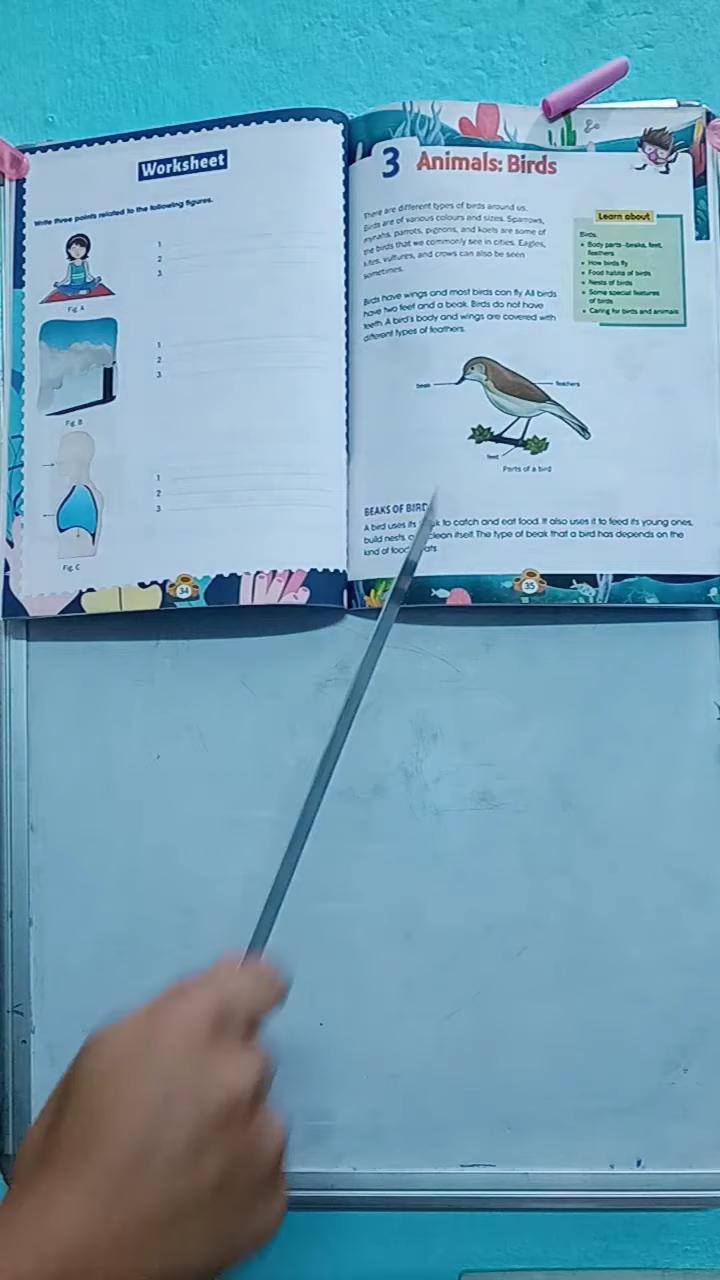 Worksheet
Write three points related to the following figures.
1
2
3
Fig. A
1
2
3
Fig. B
1
2
3
Fig. C
34
3 Animals: Birds
There are different types of birds around us.
Birds are of various colours and sizes. Sparrows,
mynahs, parrots, pigeons, and koels are some of
the birds that we commonly see in cities. Eagles,
kites, vultures, and crows can also be seen
sometimes.
Learn about
Birds
• Body parts-beaks, feet,
feathers
• How birds fly
• Food habits of birds
• Nests of birds
• Some special features
of birds
• Caring for birds and animals
Birds have wings and most birds can fly. All birds
have two feet and a beak. Birds do not have
teeth. A bird's body and wings are covered with
different types of feathers.
beak
feathers
feet
Parts of a bird
BEAKS OF BIRD
A bird uses its to catch and eat food. It also uses it to feed its young ones,
build nests, clean itself. The type of beak that a bird has depends on the
kind of food
35